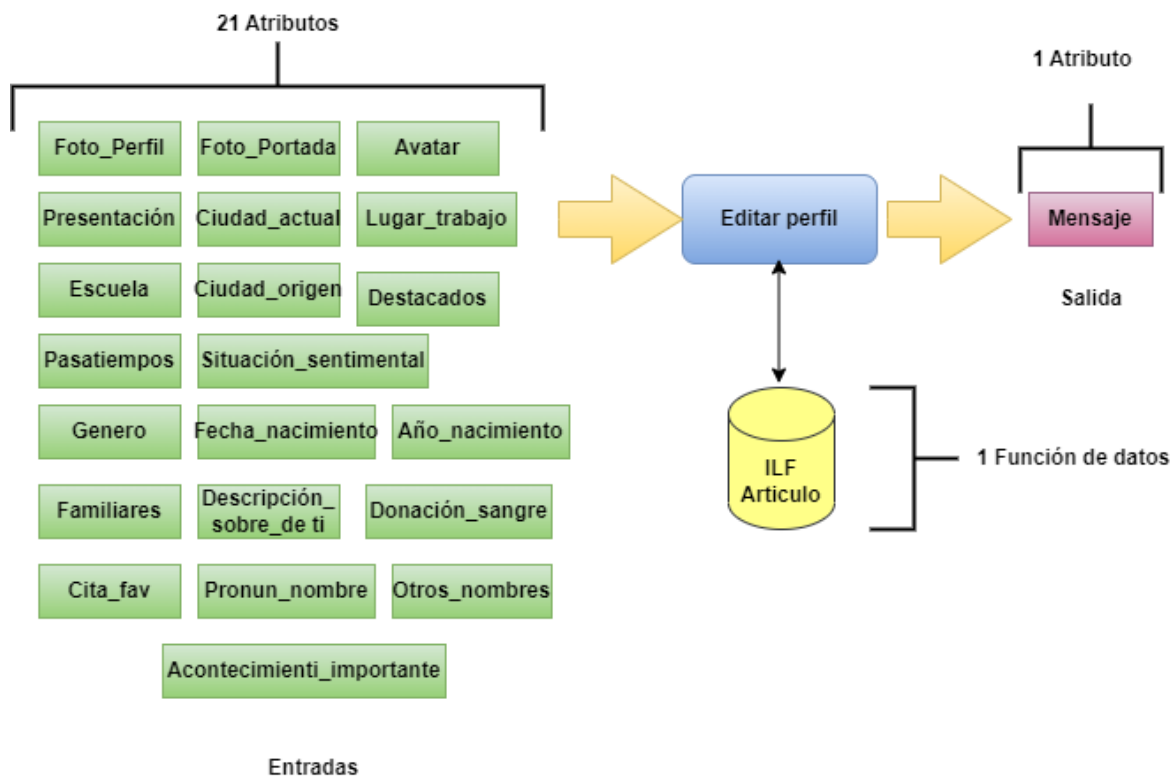 21 Atributos
1 Atributo
Foto_Perfil
Foto_Portada
Avatar
Presentación
Ciudad_actual
Lugar_trabajo
Editar perfil
Mensaje
Escuela
Ciudad_origen
Destacados
Salida
Pasatiempos
Situación_sentimental
Genero
Fecha_nacimiento
Año_nacimiento
ILF
Articulo
1 Función de datos
Familiares
Descripción_
sobre_de ti
Donación_sangre
Cita_fav
Pronun_nombre
Otros_nombres
Acontecimienti_importante
Entradas